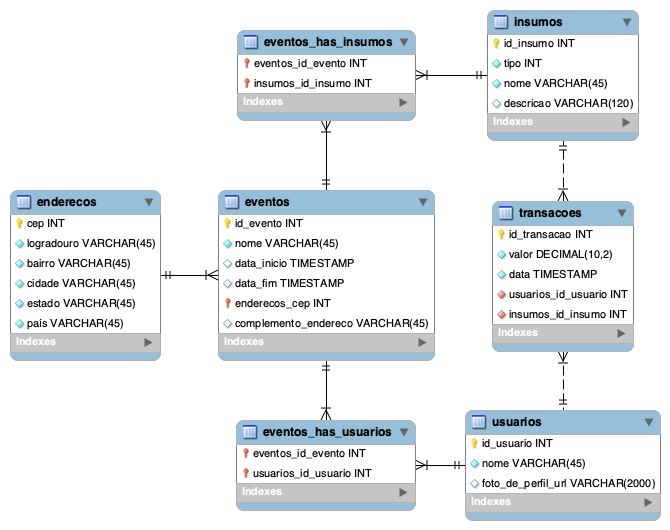 eventos_has_insumos
eventos_id_evento INT
insumos_id_insumo INT
Indexes
insumos
id_insumo INT
tipo INT
nome VARCHAR(45)
descricao VARCHAR(120)
Indexes
enderecos
cep INT
logradouro VARCHAR(45)
bairro VARCHAR(45)
cidade VARCHAR(45)
estado VARCHAR(45)
país VARCHAR(45)
Indexes
eventos
id_evento INT
nome VARCHAR(45)
data_inicio TIMESTAMP
data_fim TIMESTAMP
enderecos_cep INT
complemento_endereco VARCHAR(45)
Indexes
transacoes
id_transacao INT
valor DECIMAL(10,2)
data TIMESTAMP
usuarios_id_usuario INT
insumos_id_insumo INT
Indexes
eventos_has_usuarios
eventos_id_evento INT
usuarios_id_usuario INT
Indexes
usuarios
id_usuario INT
nome VARCHAR(45)
foto_de_perfil_url VARCHAR(2000)
Indexes